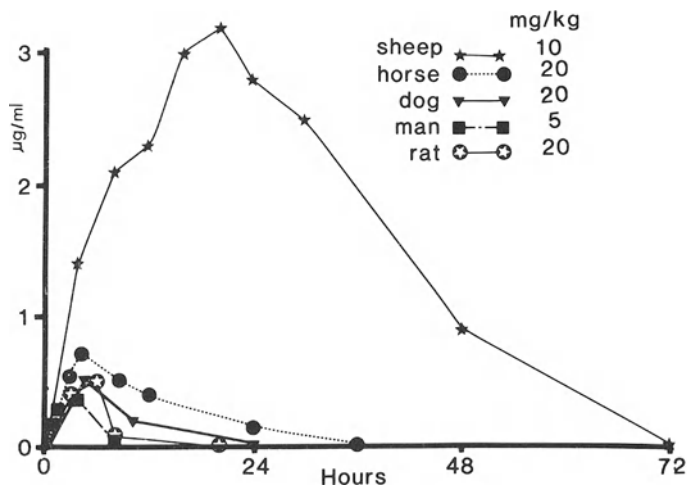 mg/kg
sheep 10
horse 20
dog 20
man 5
rat 20
3
2
1
0
µg/ml
0 24 48 72
Hours